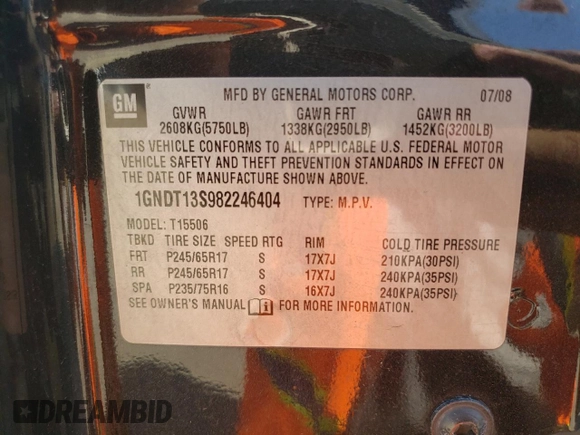 GM
MFD BY GENERAL MOTORS CORP. 07/08
GVWR GAWR FRT GAWR RR
2608KG(5750LB) 1338KG(2950LB) 1452KG(3200LB)
THIS VEHICLE CONFORMS TO ALL APPLICABLE U.S. FEDERAL MOTOR
VEHICLE SAFETY AND THEFT PREVENTION STANDARDS IN EFFECT ON
THE DATE OF MANUFACTURE SHOWN ABOVE.
1GNDT13S982246404 TYPE: M.P.V.
MODEL: T15506
TBKD TIRE SIZE SPEED RTG RIM COLD TIRE PRESSURE
FRT P245/65R17 S 17X7J 210KPA(30PSI)
RR P245/65R17 S 17X7J 240KPA(35PSI)
SPA P235/75R16 S 16X7J 240KPA(35PSI)
SEE OWNER'S MANUAL FOR MORE INFORMATION.
DREAMBID